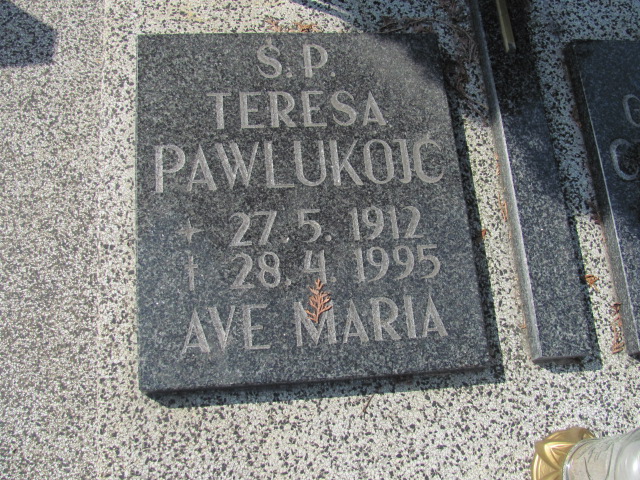 Ś.P.
TERESA
PAWLUKOJĆ
* 27.5.1912
† 28.4.1995
AVE MARIA